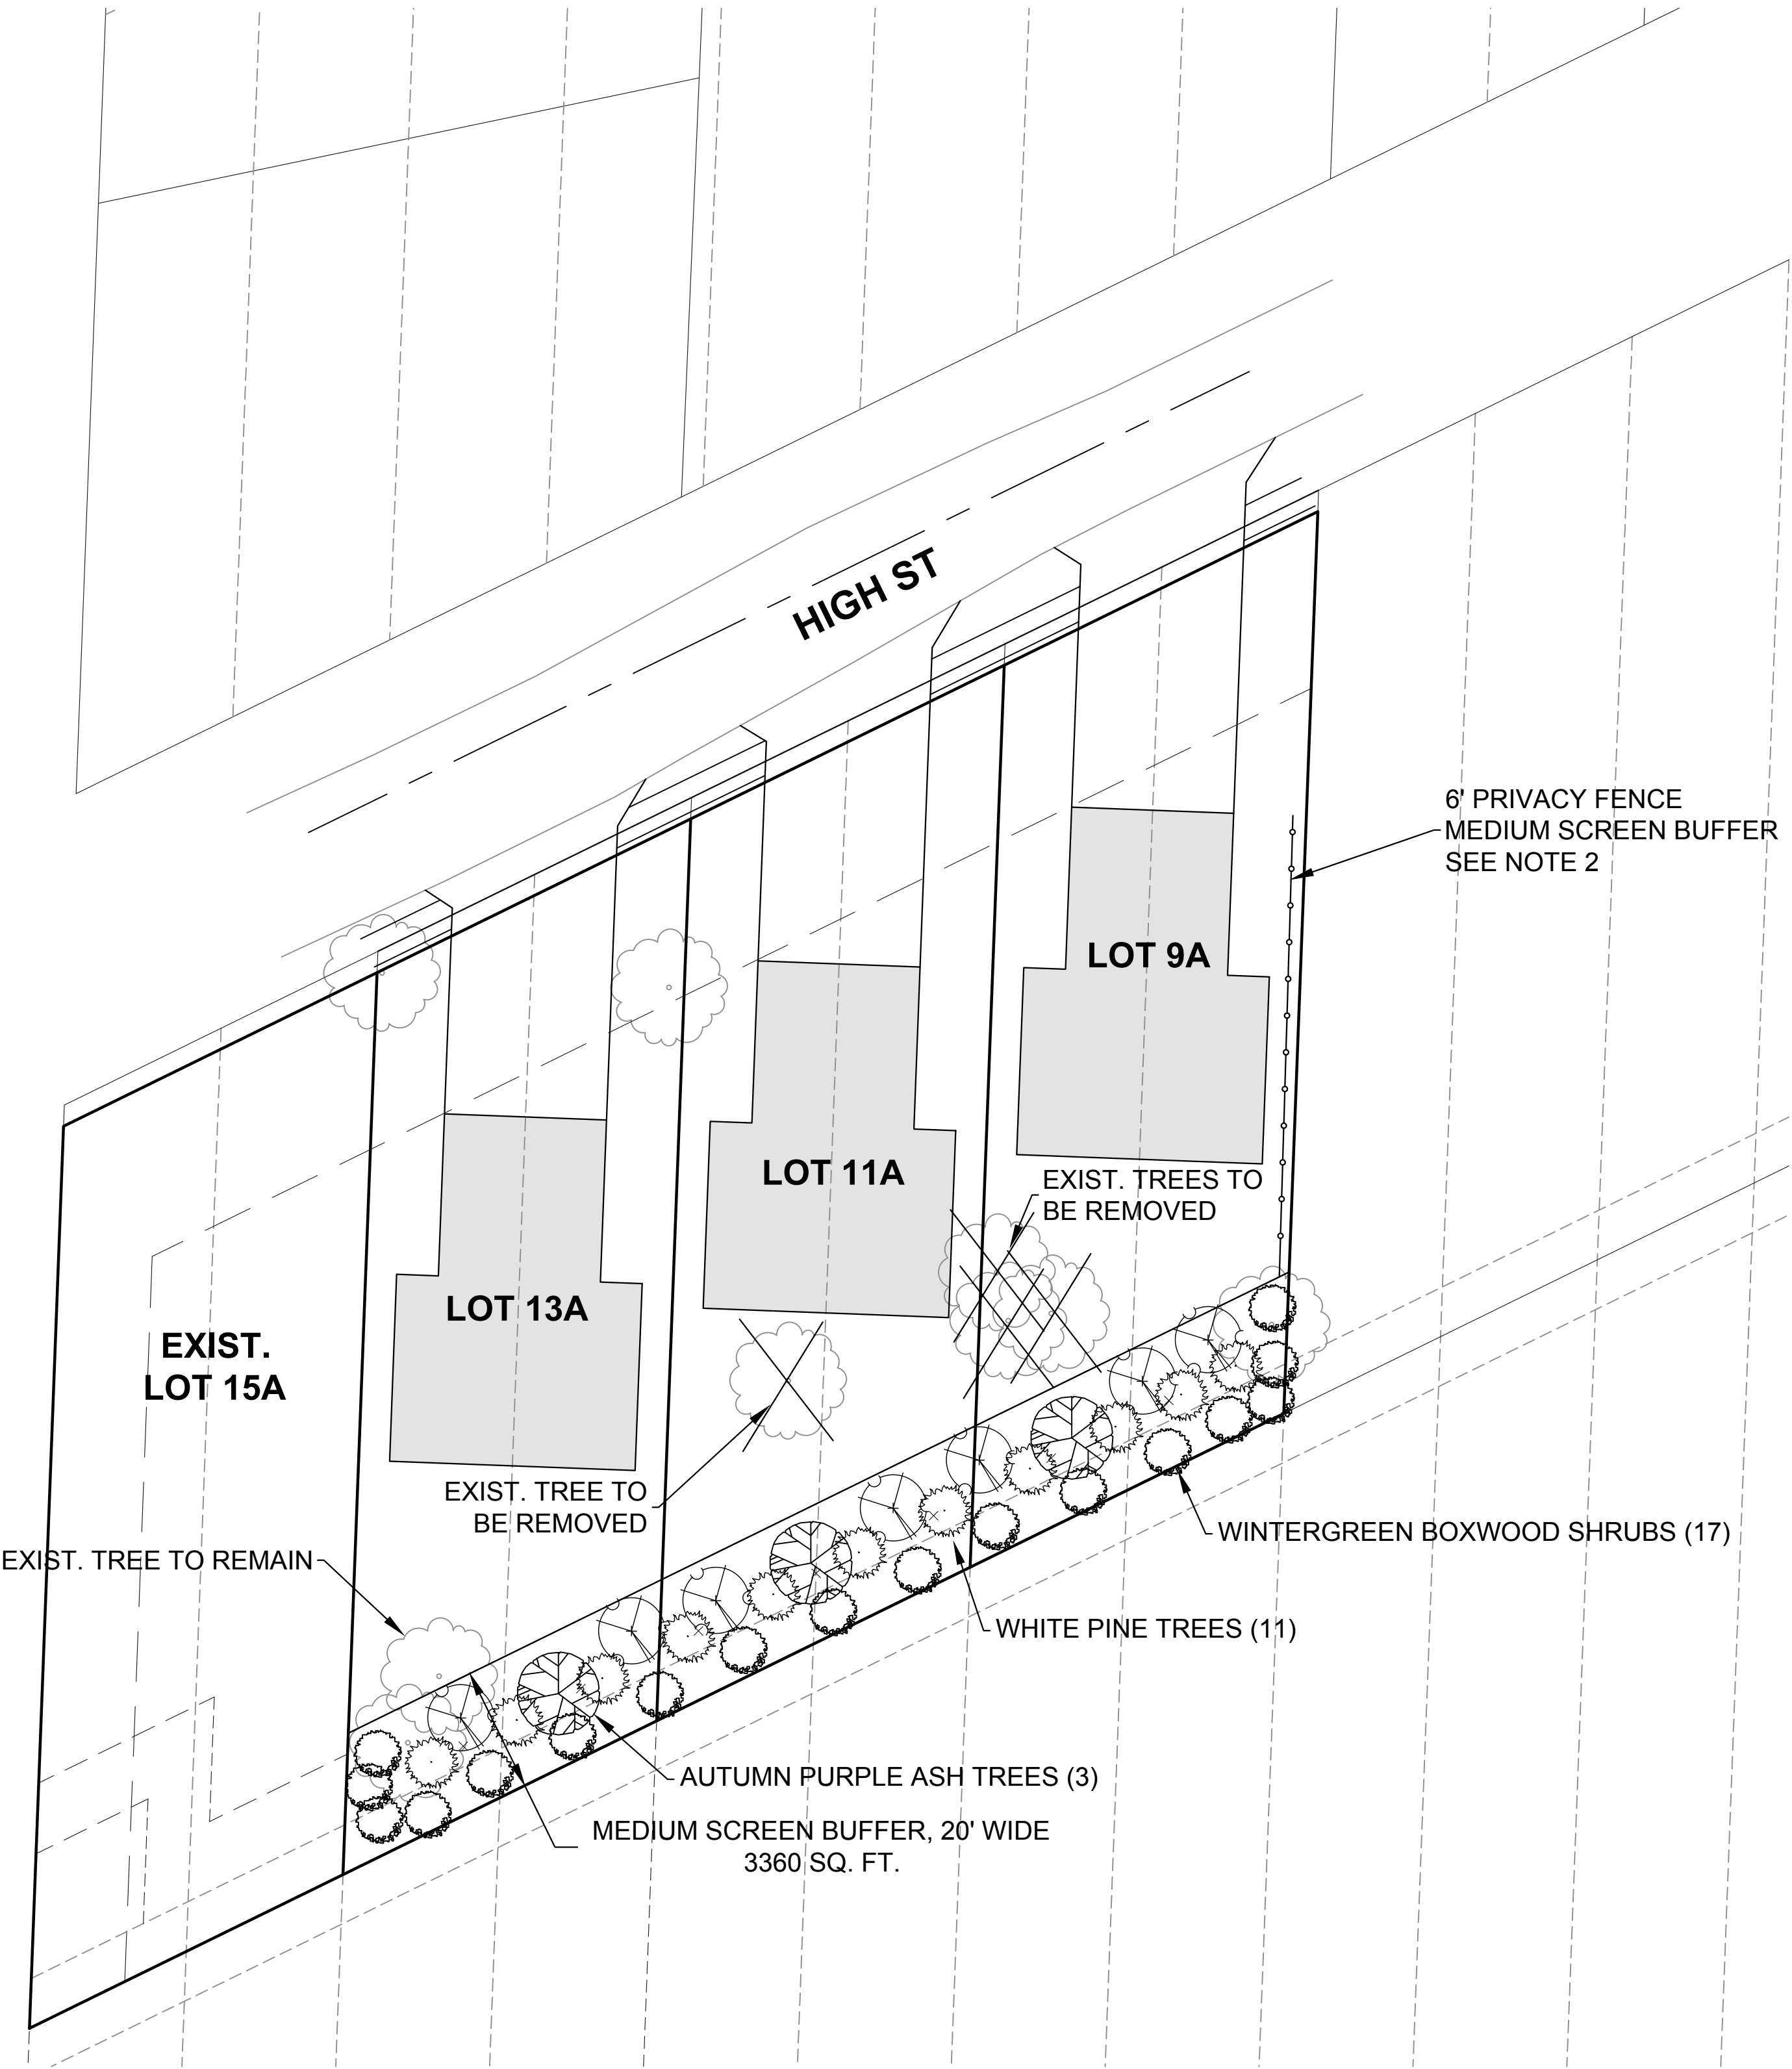 HIGH ST
6' PRIVACY FENCE
MEDIUM SCREEN BUFFER
SEE NOTE 2
LOT 9A
LOT 11A
EXIST. TREES TO
BE REMOVED
LOT 13A
EXIST.
LOT 15A
EXIST. TREE TO
BE REMOVED
WINTERGREEN BOXWOOD SHRUBS (17)
EXIST. TREE TO REMAIN
WHITE PINE TREES (11)
AUTUMN PURPLE ASH TREES (3)
MEDIUM SCREEN BUFFER, 20' WIDE
3360 SQ. FT.